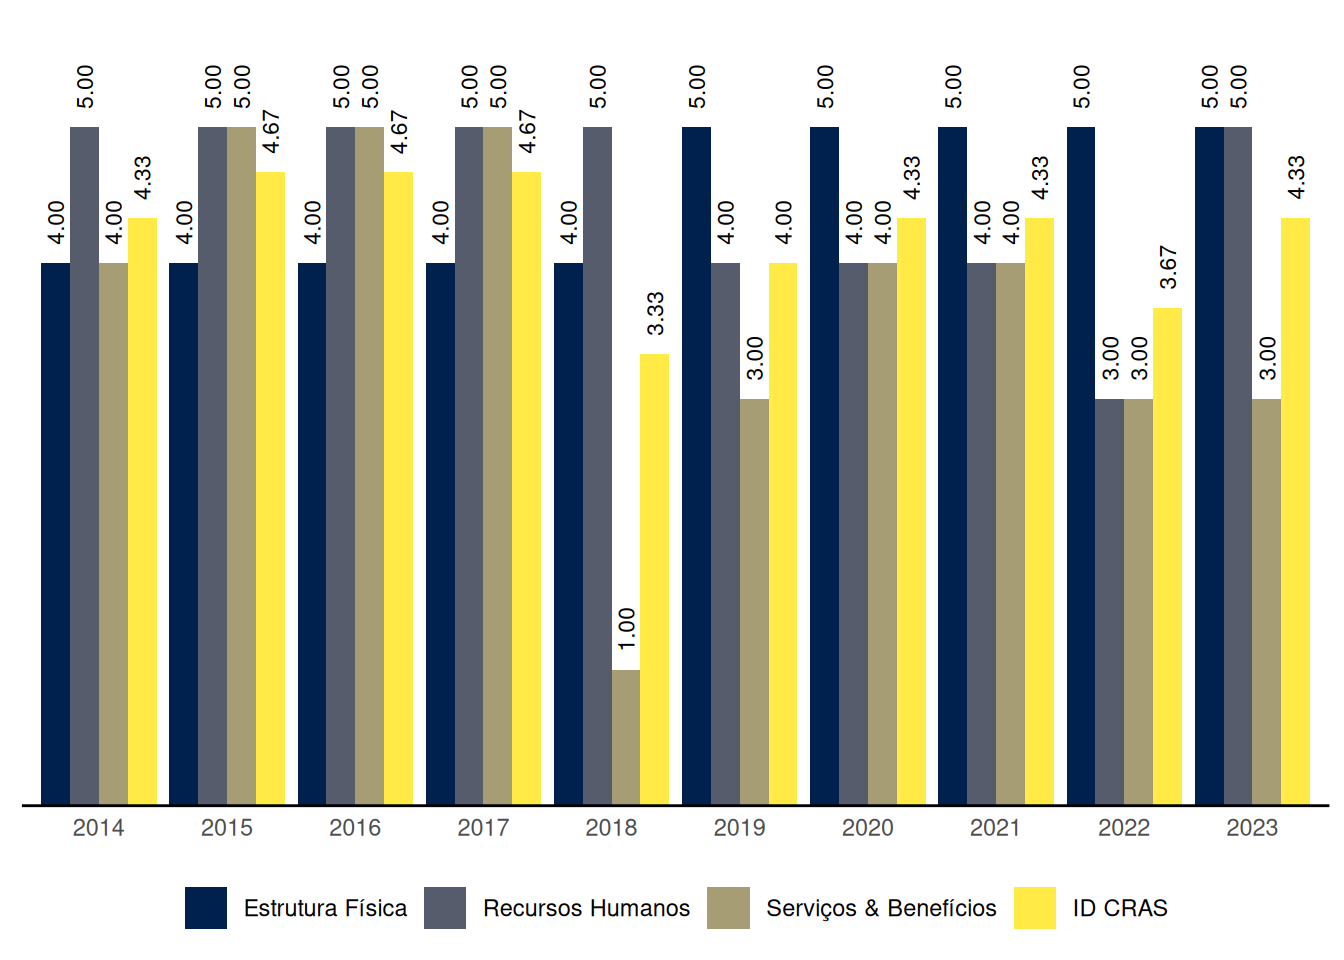 4.00 5.00 4.00 4.33 4.00 5.00 5.00 4.67 4.00 5.00 5.00 4.67 4.00 5.00 5.00 4.67 4.00 5.00 1.00 3.33 5.00 4.00 3.00 4.00 5.00 4.00 4.00 4.33 5.00 4.00 4.00 4.33 5.00 3.00 3.00 3.67 5.00 5.00 3.00 4.33
2014 2015 2016 2017 2018 2019 2020 2021 2022 2023
Estrutura Física Recursos Humanos Serviços & Benefícios ID CRAS